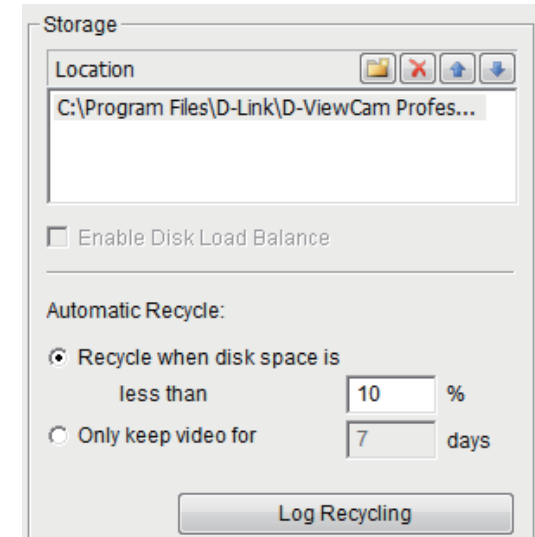 Storage
Location
C:\Program Files\D-Link\D-ViewCam Profes...
Enable Disk Load Balance
Automatic Recycle:
Recycle when disk space is
less than 10 %
Only keep video for 7 days
Log Recycling